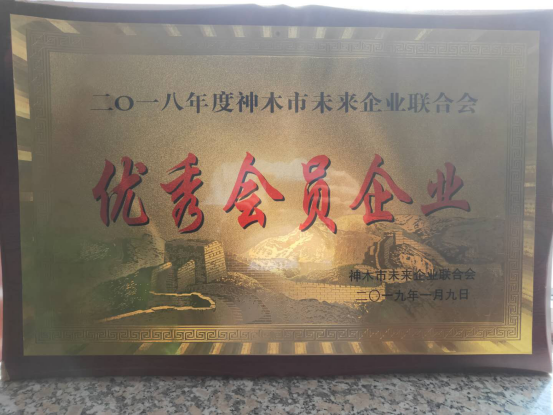 二〇一八年度神木市未来企业联合会
优秀会员企业
神木市未来企业联合会
二〇一九年一月九日